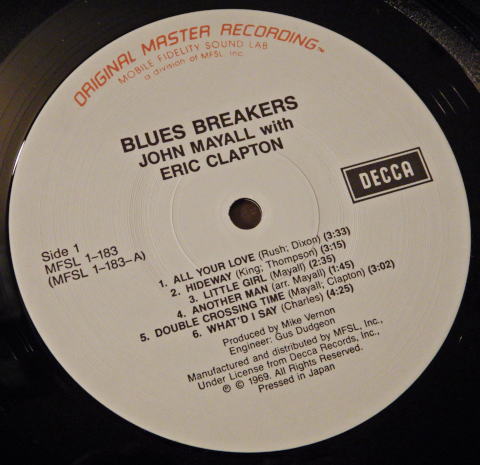 ORIGINAL MASTER RECORDING™
MOBILE FIDELITY SOUND LAB
a division of MFSL, inc.
BLUES BREAKERS
JOHN MAYALL with
ERIC CLAPTON
DECCA
Side 1
MFSL 1-183
(MFSL 1-183-A)
1. ALL YOUR LOVE (Rush; Dixon) (3:33)
2. HIDEWAY (King; Thompson) (3:15)
3. LITTLE GIRL (Mayall) (2:35)
4. ANOTHER MAN (arr. Mayall) (1:45)
5. DOUBLE CROSSING TIME (Mayall; Clapton) (3:02)
6. WHAT'D I SAY (Charles) (4:25)
Produced by Mike Vernon
Engineer: Gus Dudgeon
Manufactured and distributed by MFSL, Inc.,
Under License from Decca Records, Inc.,
℗ © 1969. All Rights Reserved.
Pressed in Japan